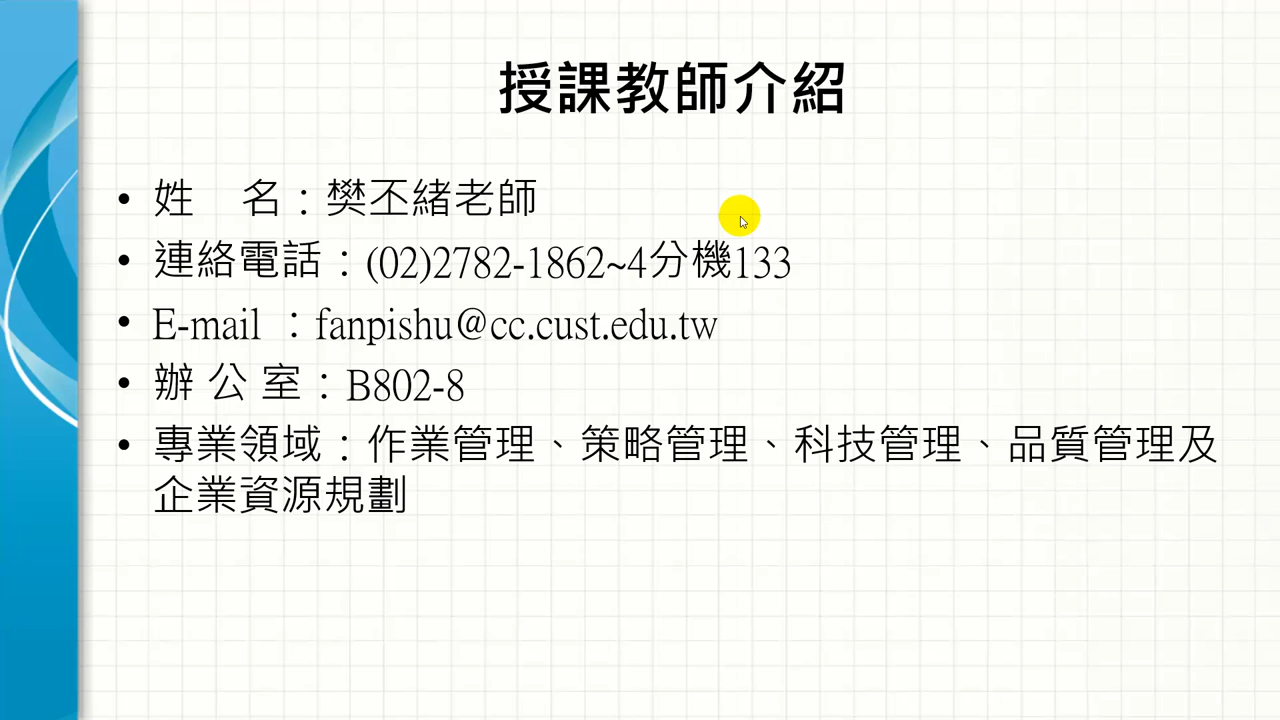 授課教師介紹
• 姓 名：樊丕緒老師
• 連絡電話：(02)2782-1862~4分機133
• E-mail ：fanpishu@cc.cust.edu.tw
• 辦 公 室：B802-8
• 專業領域：作業管理、策略管理、科技管理、品質管理及
企業資源規劃